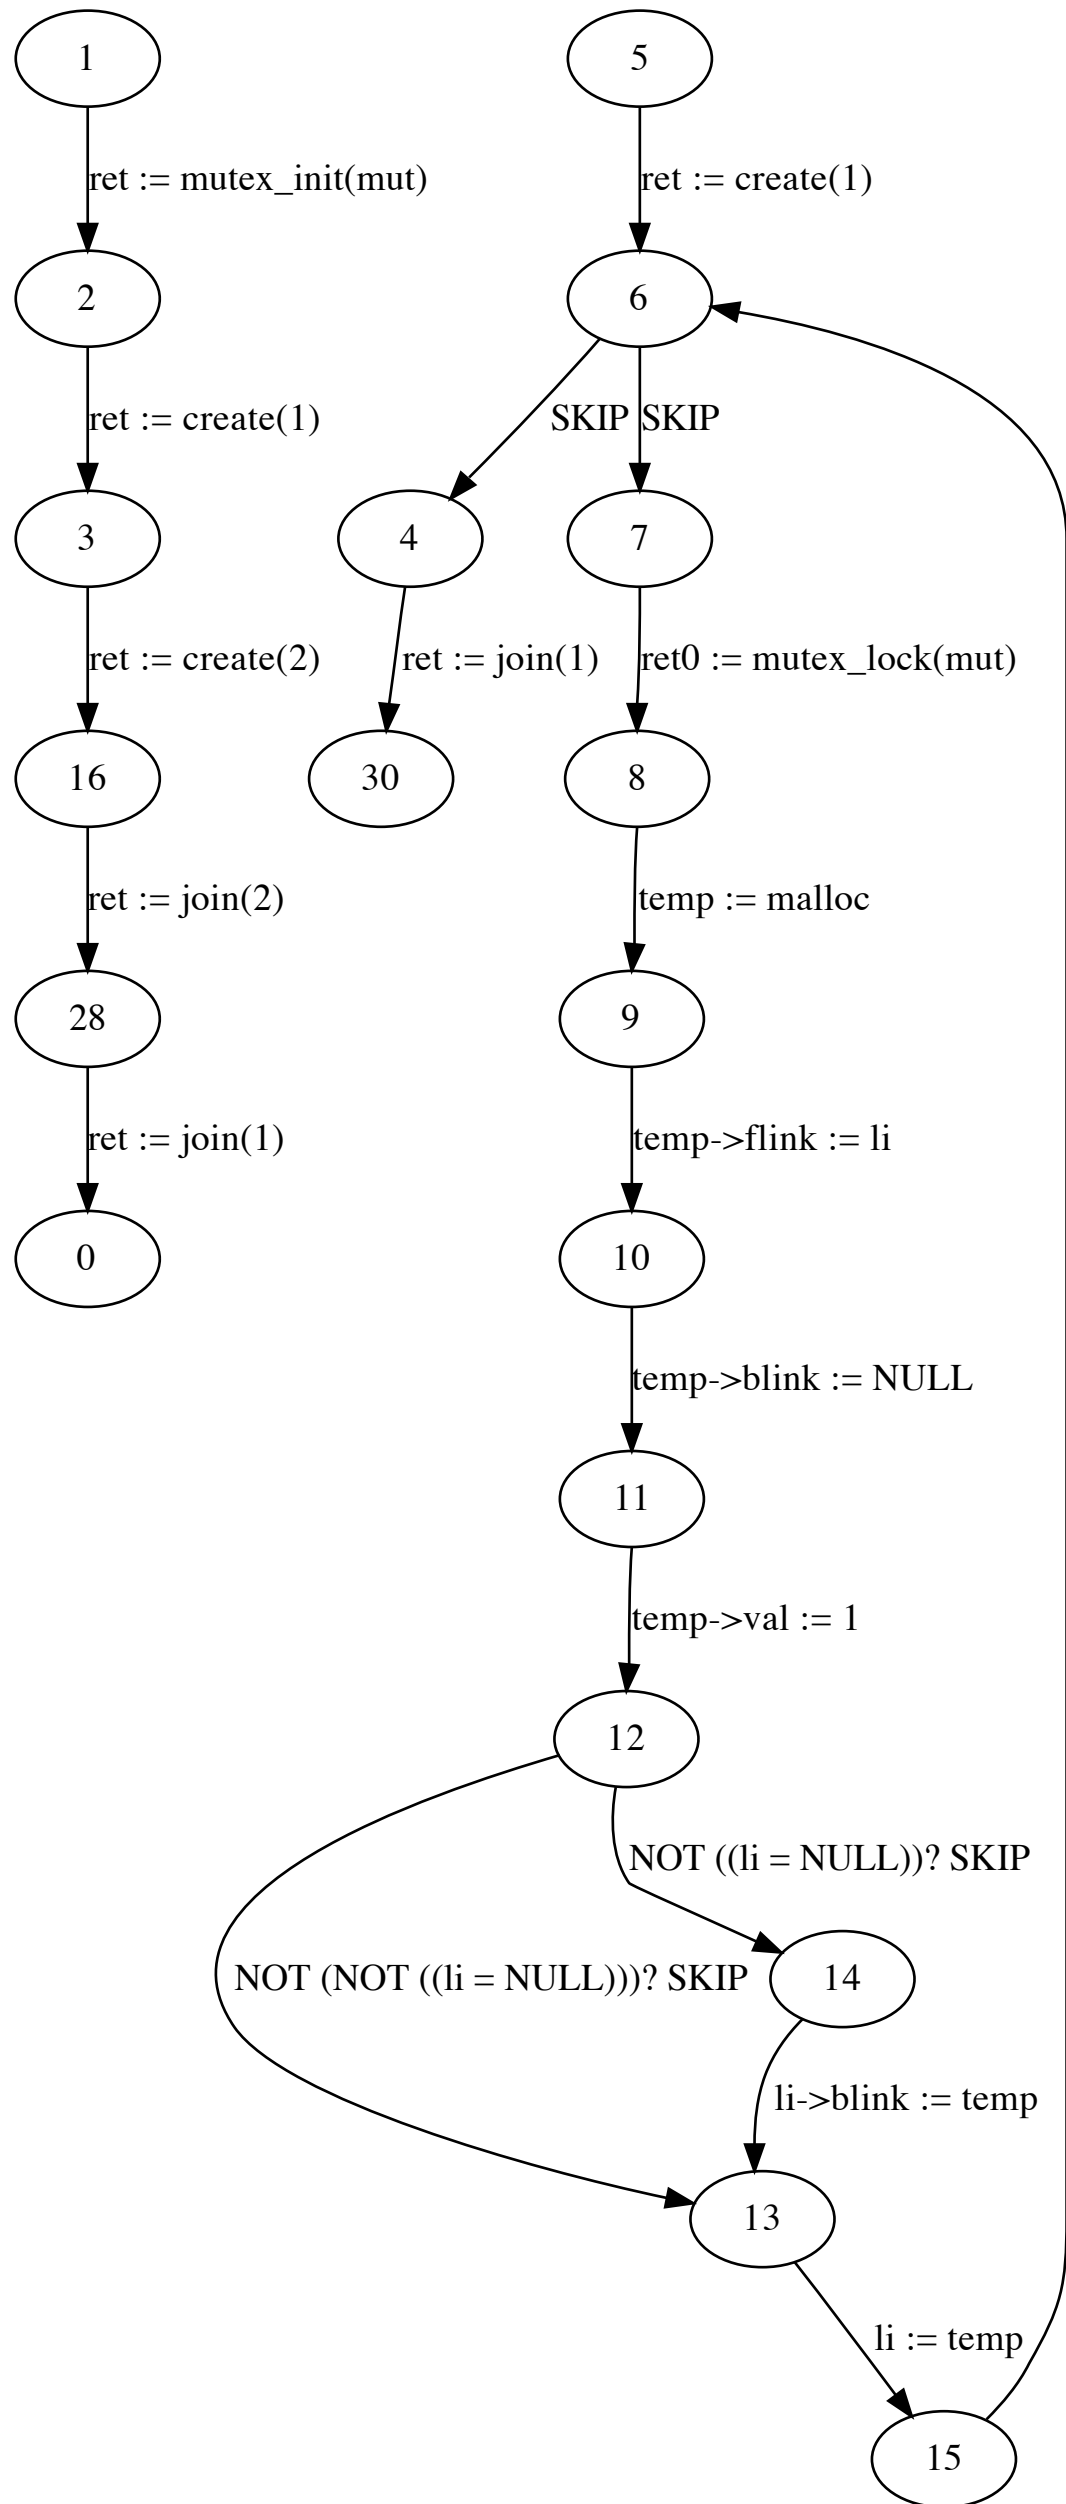 1
5
ret := mutex_init(mut)
ret := create(1)
2
6
ret := create(1)
SKIP
SKIP
3
4
7
ret := create(2)
ret := join(1)
ret0 := mutex_lock(mut)
16
30
8
ret := join(2)
temp := malloc
28
9
ret := join(1)
temp->flink := li
0
10
temp->blink := NULL
11
temp->val := 1
12
NOT ((li = NULL))? SKIP
NOT (NOT ((li = NULL)))? SKIP
14
li->blink := temp
13
li := temp
15